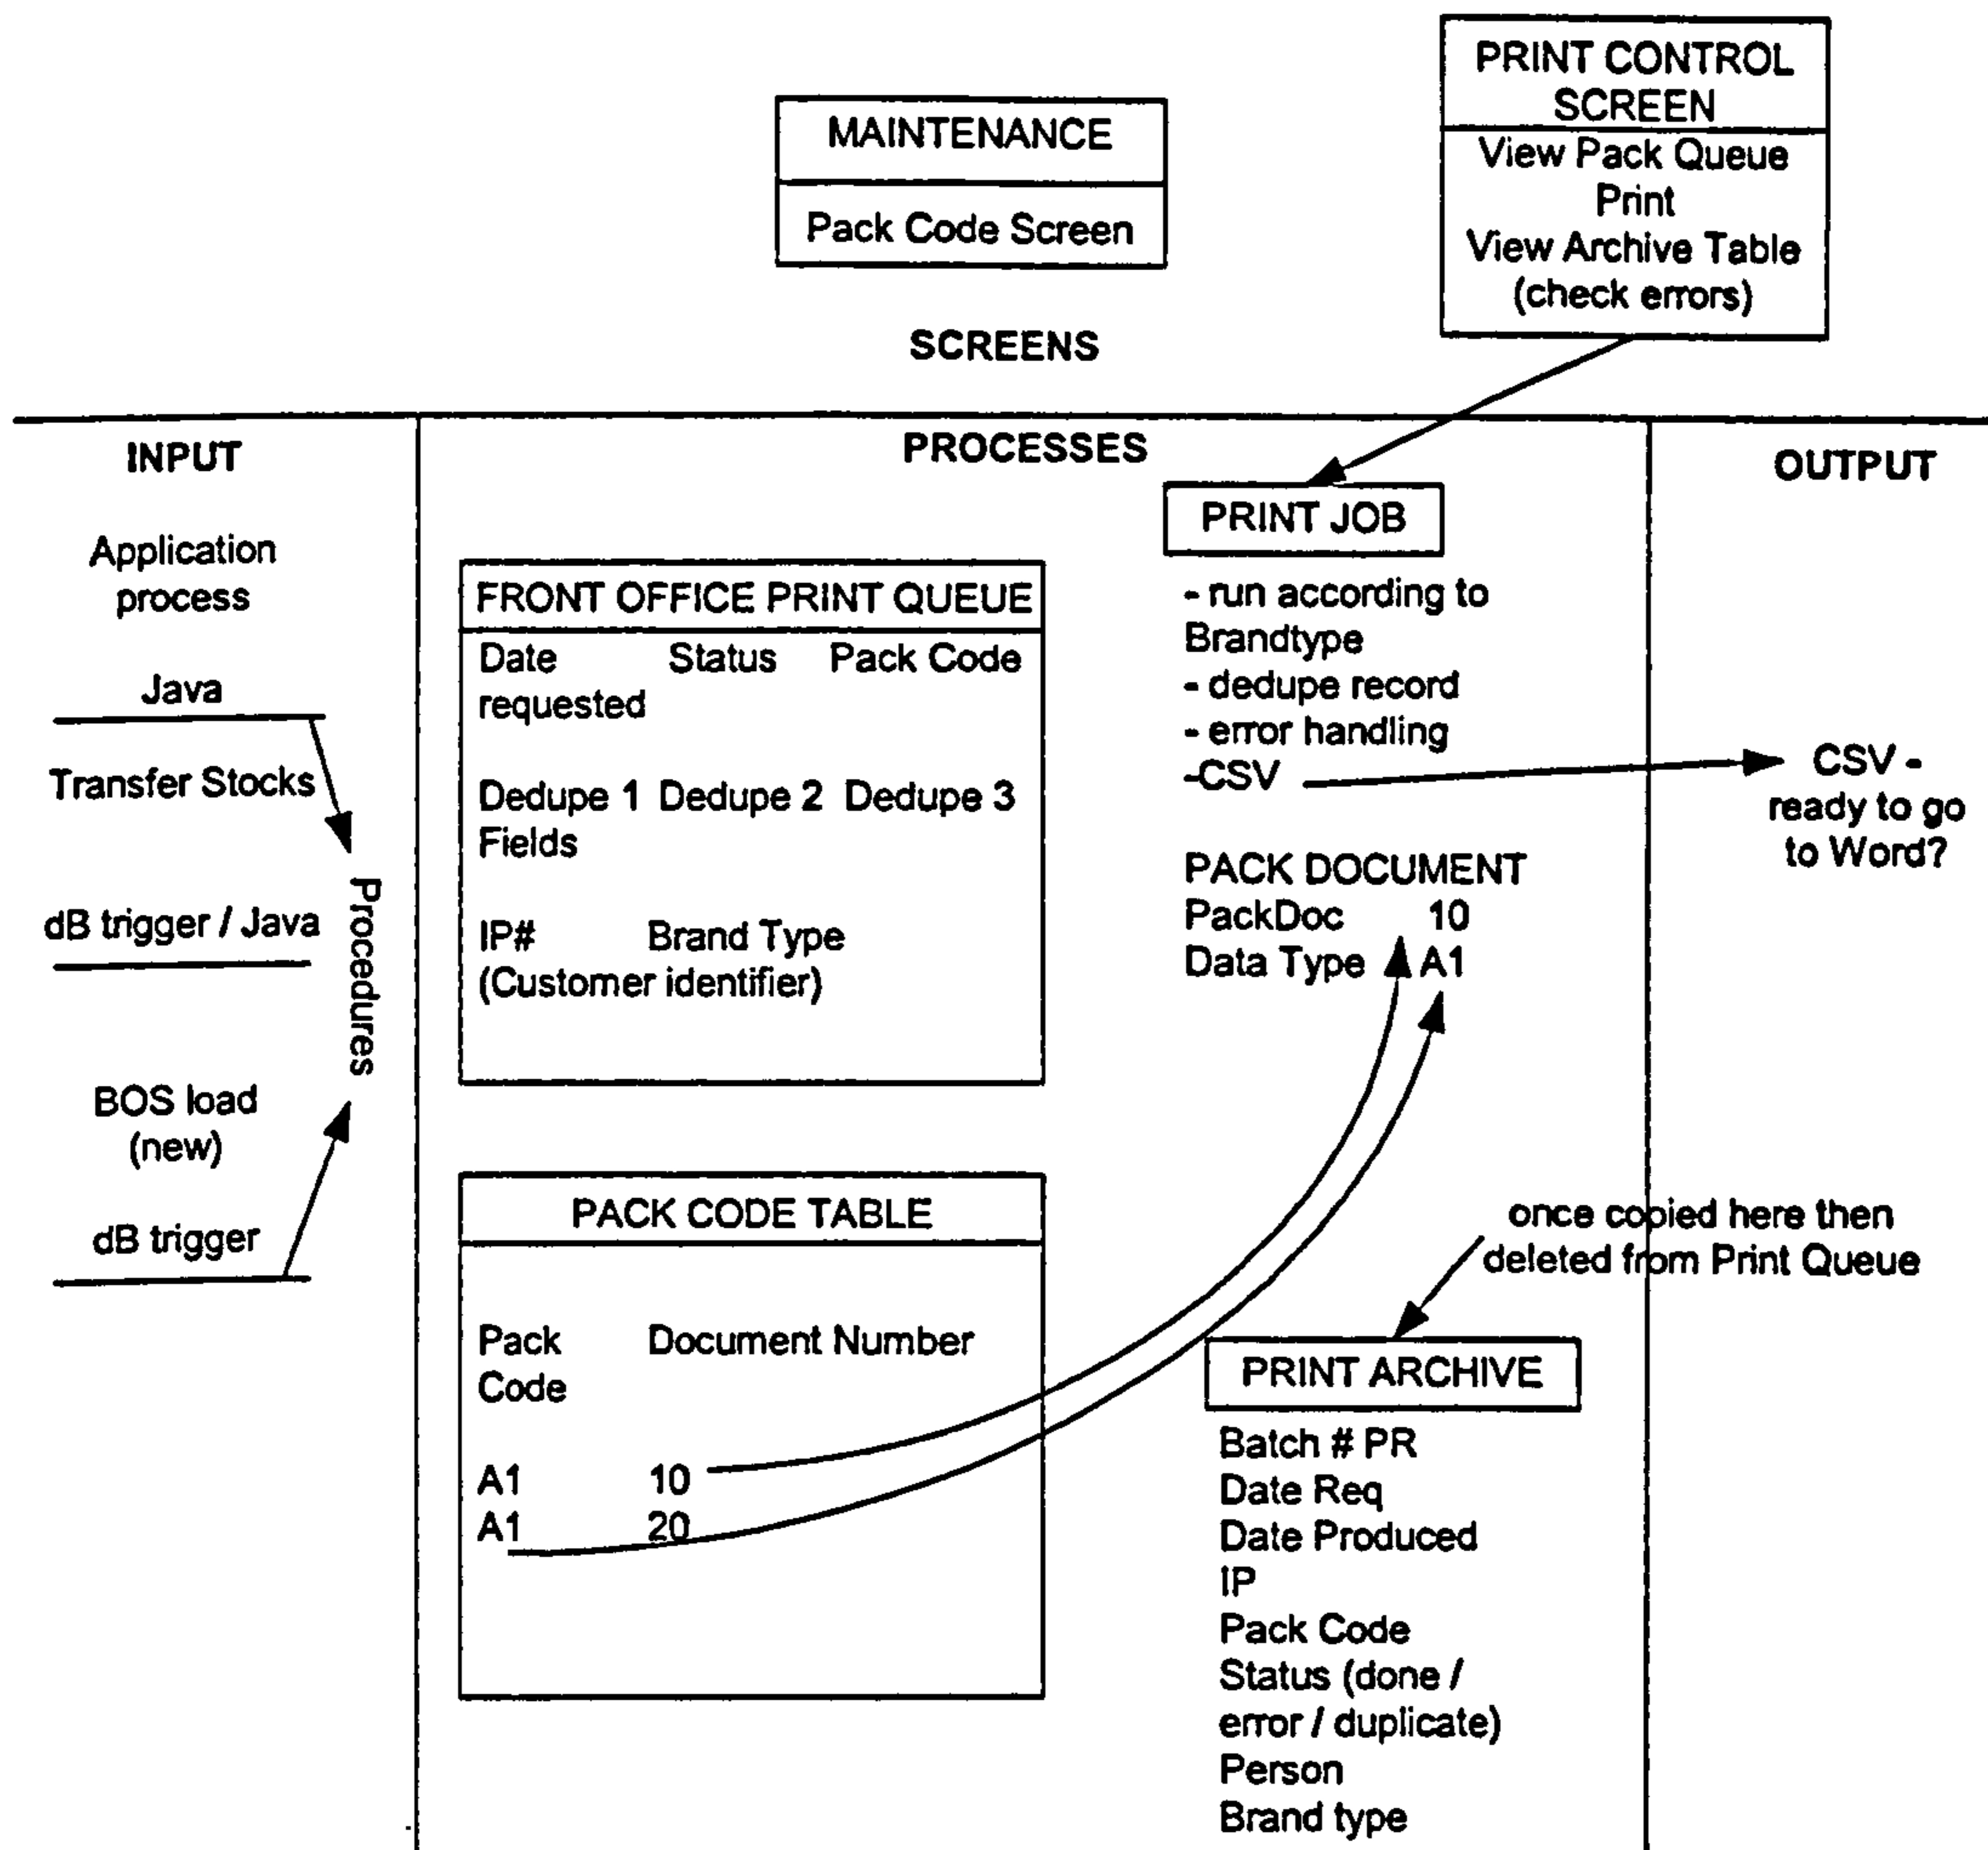 MAINTENANCE
Pack Code Screen
PRINT CONTROL
SCREEN
View Pack Queue
Print
View Archive Table
(check errors)
SCREENS
INPUT
Application
process
Java
Transfer Stocks
dB trigger / Java
BOS load
(new)
dB trigger
Procedures
PROCESSES
FRONT OFFICE PRINT QUEUE
Date Status Pack Code
requested
Dedupe 1 Dedupe 2 Dedupe 3
Fields
IP# Brand Type
(Customer identifier)
PACK CODE TABLE
Pack Document Number
Code
A1 10
A1 20
PRINT JOB
- run according to
Brandtype
- dedupe record
- error handling
-CSV
PACK DOCUMENT
PackDoc 10
Data Type A1
once copied here then
deleted from Print Queue
PRINT ARCHIVE
Batch # PR
Date Req
Date Produced
IP
Pack Code
Status (done /
error / duplicate)
Person
Brand type
OUTPUT
CSV -
ready to go
to Word?